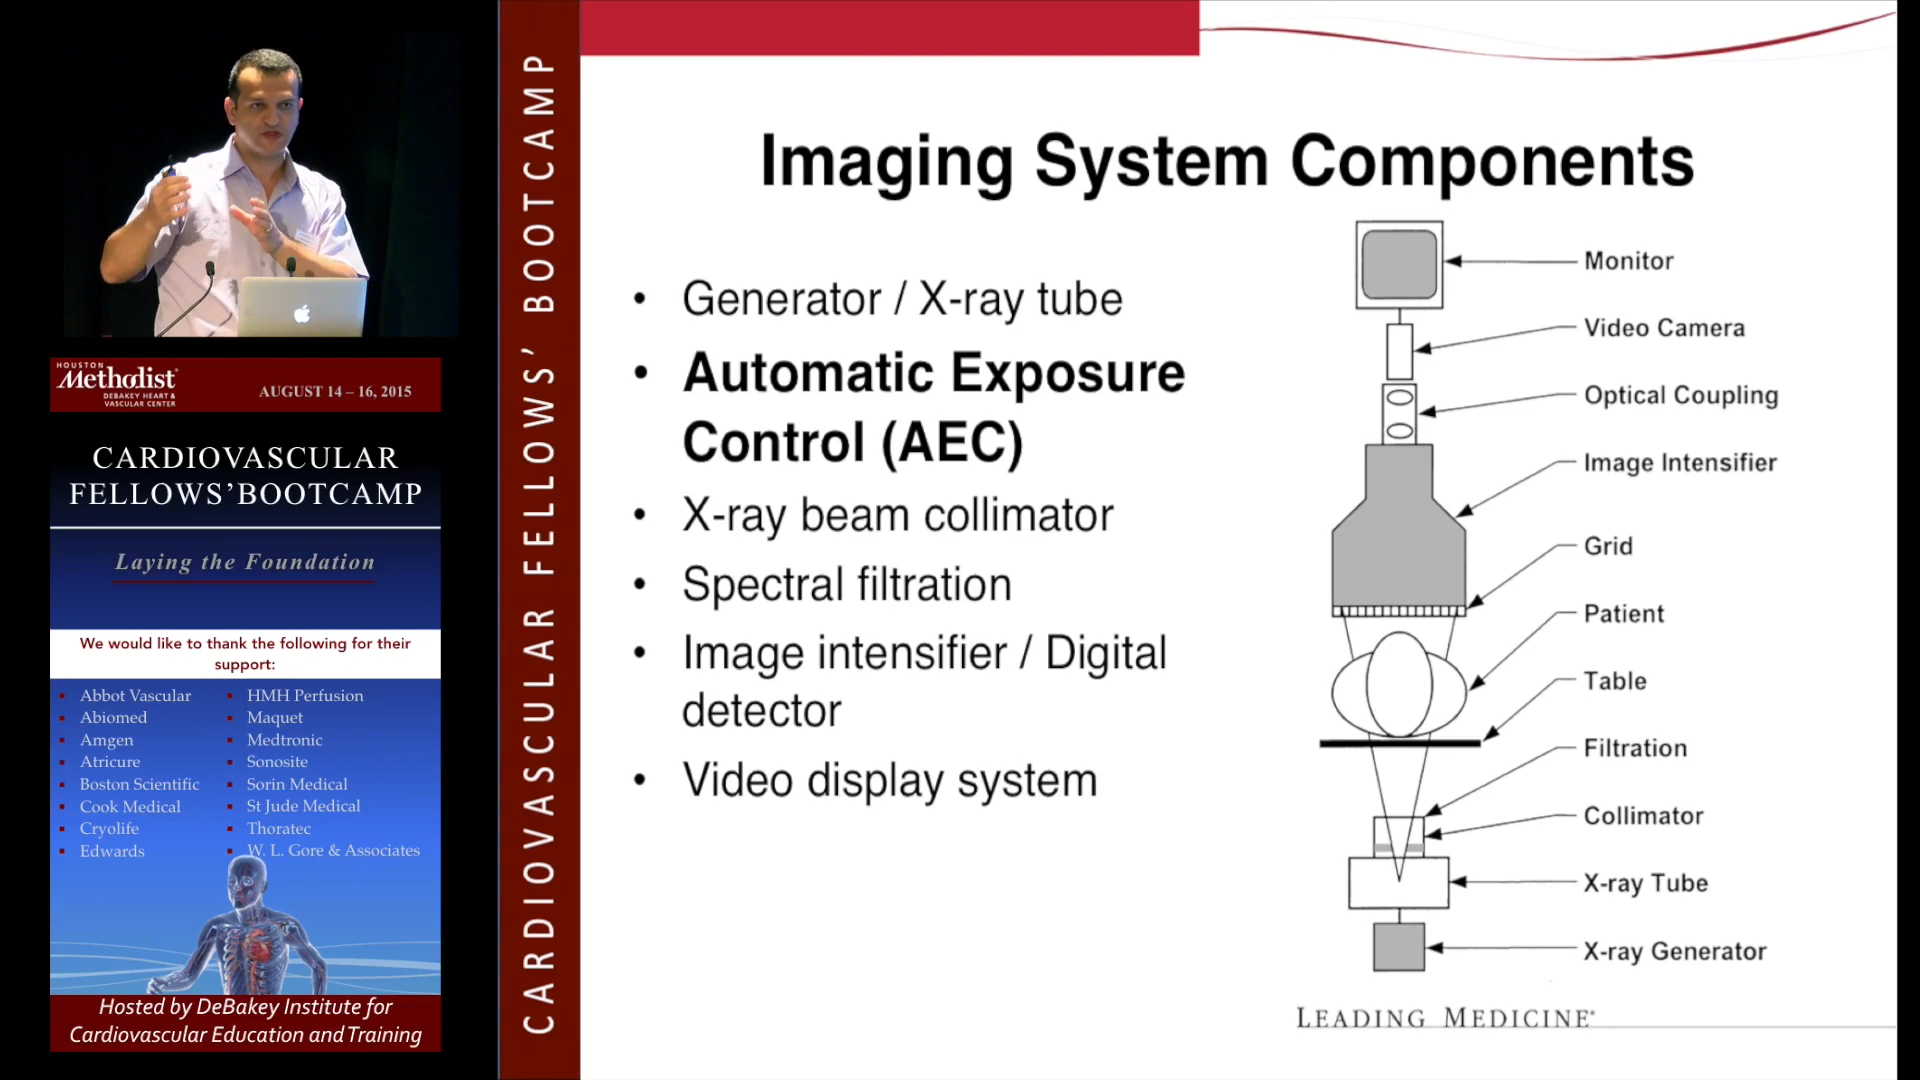 HOUSTON
Methodist
DEBAKEY HEART &
VASCULAR CENTER
AUGUST 14 – 16, 2015
CARDIOVASCULAR
FELLOWS’BOOTCAMP
Laying the Foundation
We would like to thank the following for their
support:
Abbot Vascular
Abiomed
Amgen
Atricure
Boston Scientific
Cook Medical
Cryolife
Edwards
HMH Perfusion
Maquet
Medtronic
Sonosite
Sorin Medical
St Jude Medical
Thoratec
W. L. Gore & Associates
Hosted by DeBakey Institute for
Cardiovascular Education and Training
CARDIOVASCULAR FELLOWS’ BOOTCAMP
Imaging System Components
• Generator / X-ray tube
• Automatic Exposure
Control (AEC)
• X-ray beam collimator
• Spectral filtration
• Image intensifier / Digital
detector
• Video display system
Monitor
Video Camera
Optical Coupling
Image Intensifier
Grid
Patient
Table
Filtration
Collimator
X-ray Tube
X-ray Generator
LEADING MEDICINE®